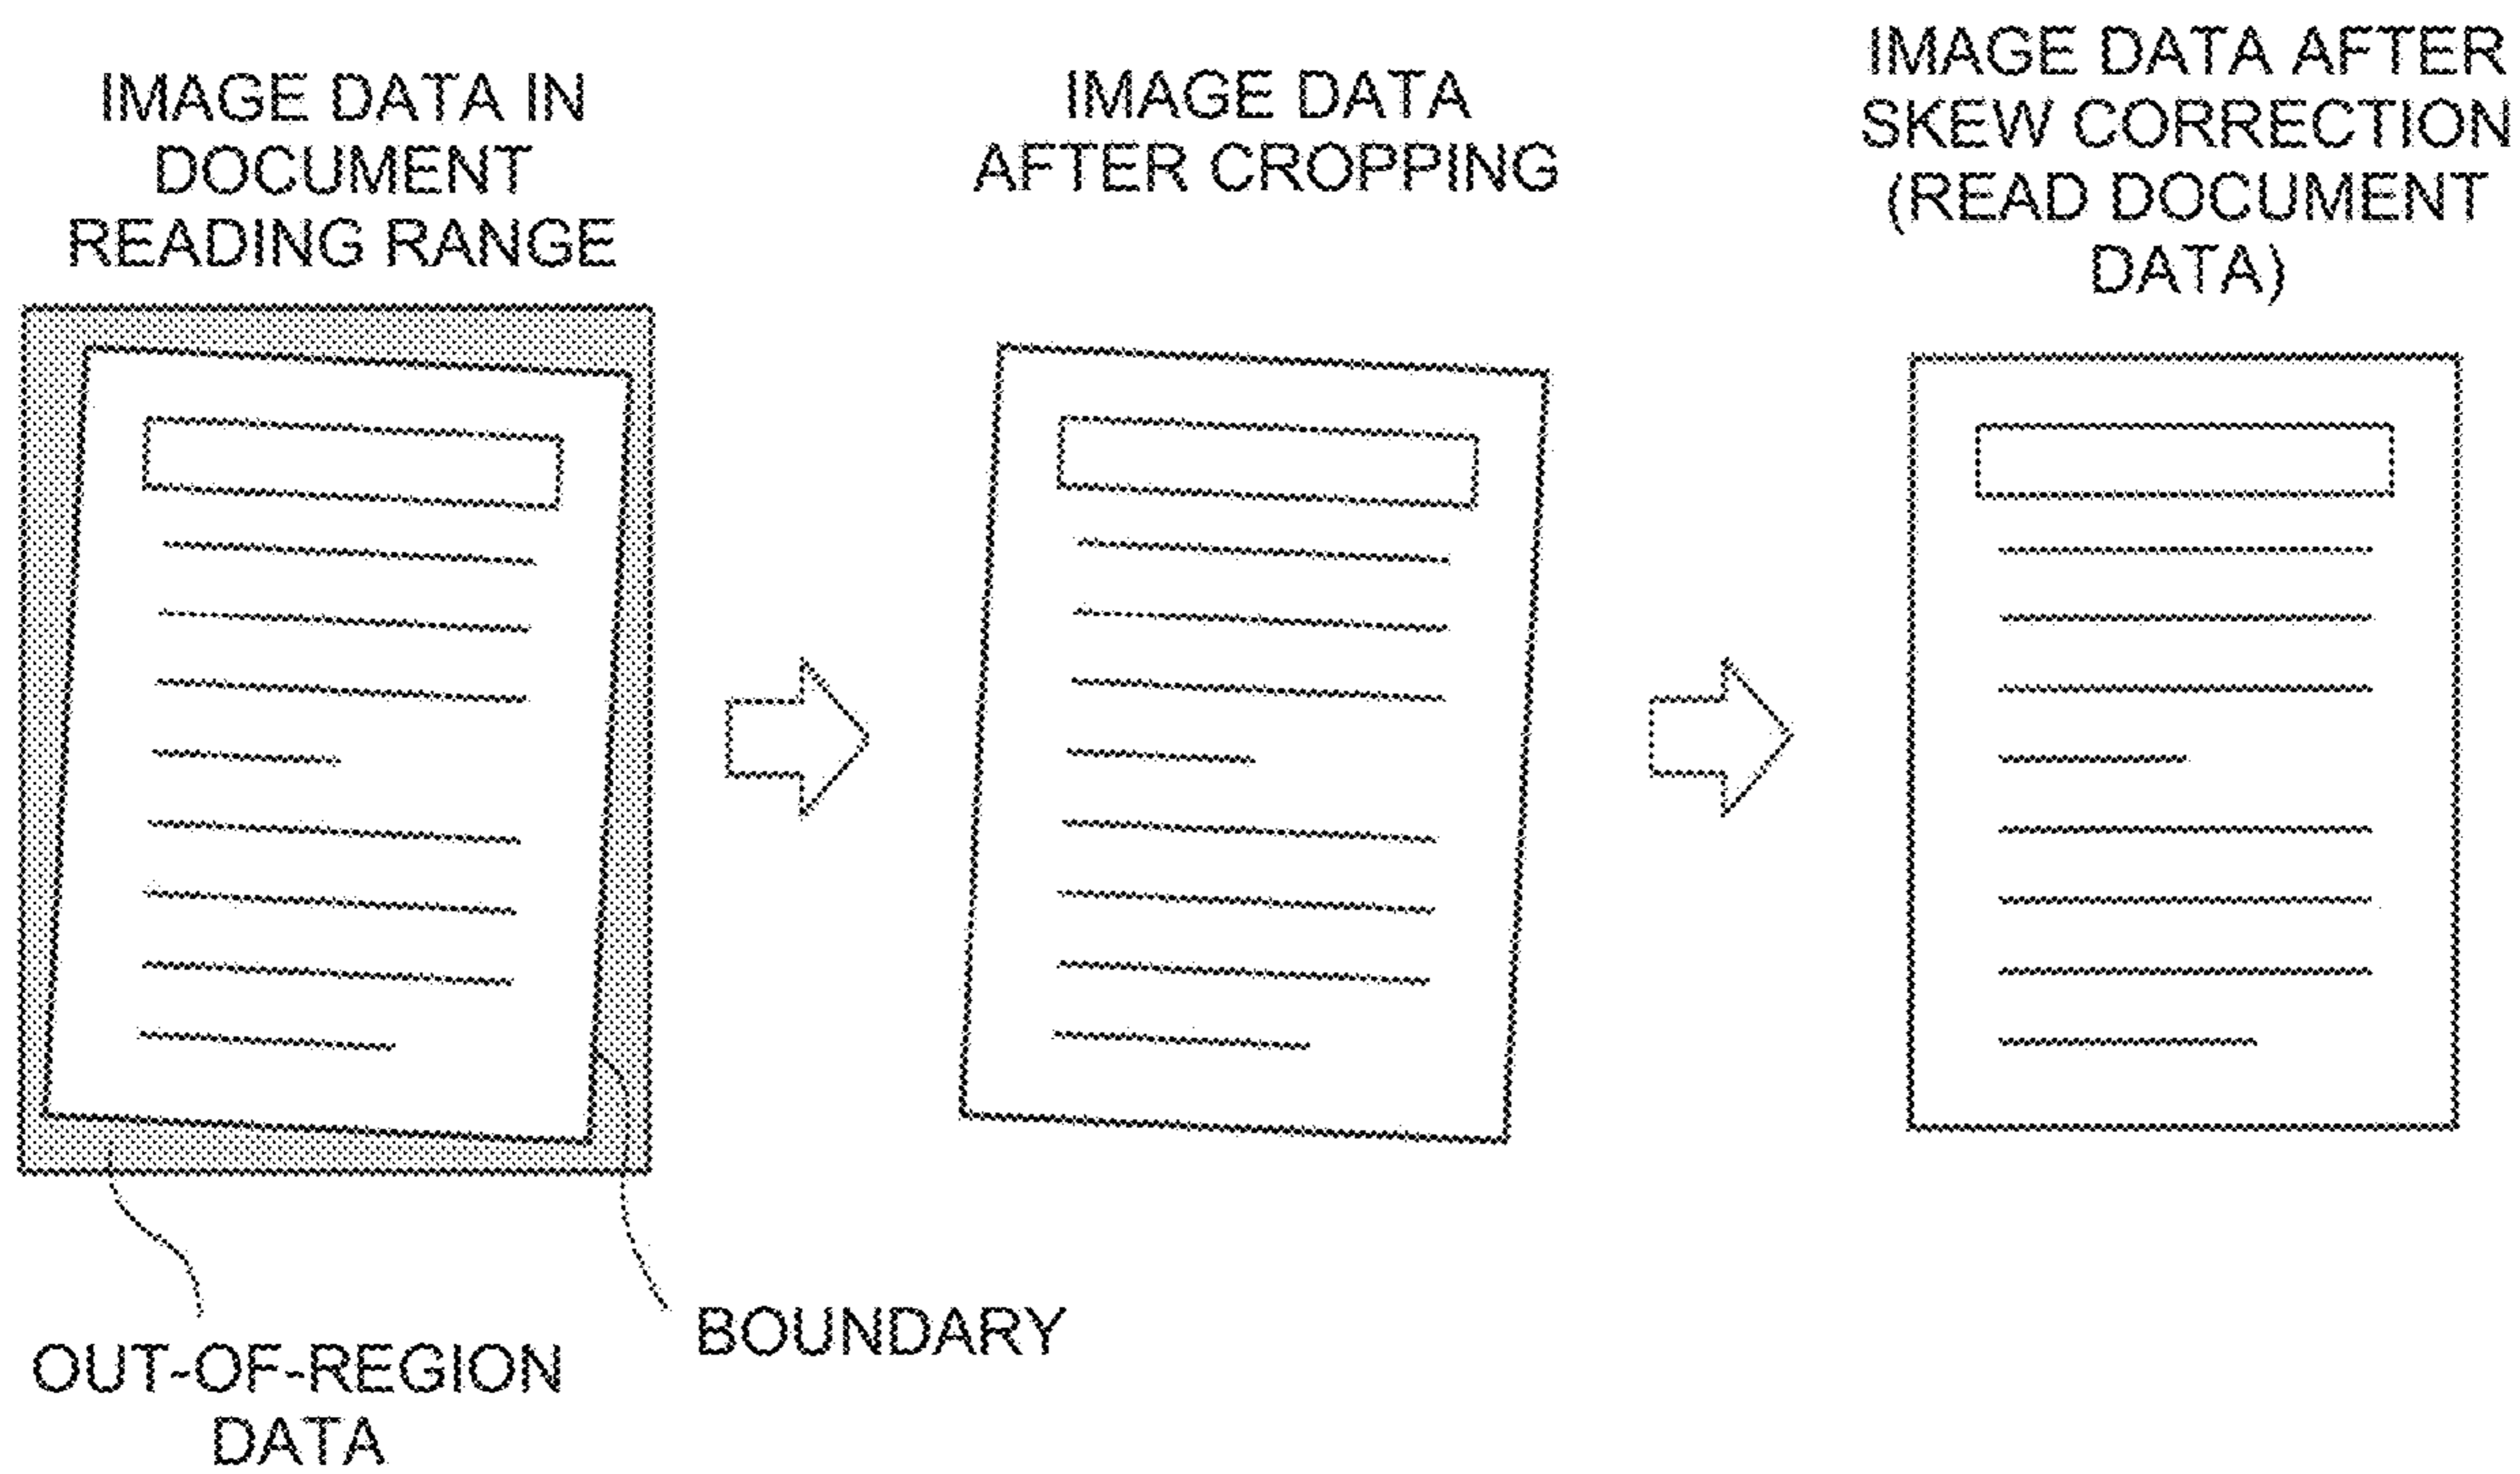 IMAGE DATA IN
DOCUMENT
READING RANGE
IMAGE DATA
AFTER CROPPING
IMAGE DATA AFTER
SKEW CORRECTION
(READ DOCUMENT
DATA)
BOUNDARY
OUT-OF-REGION
DATA